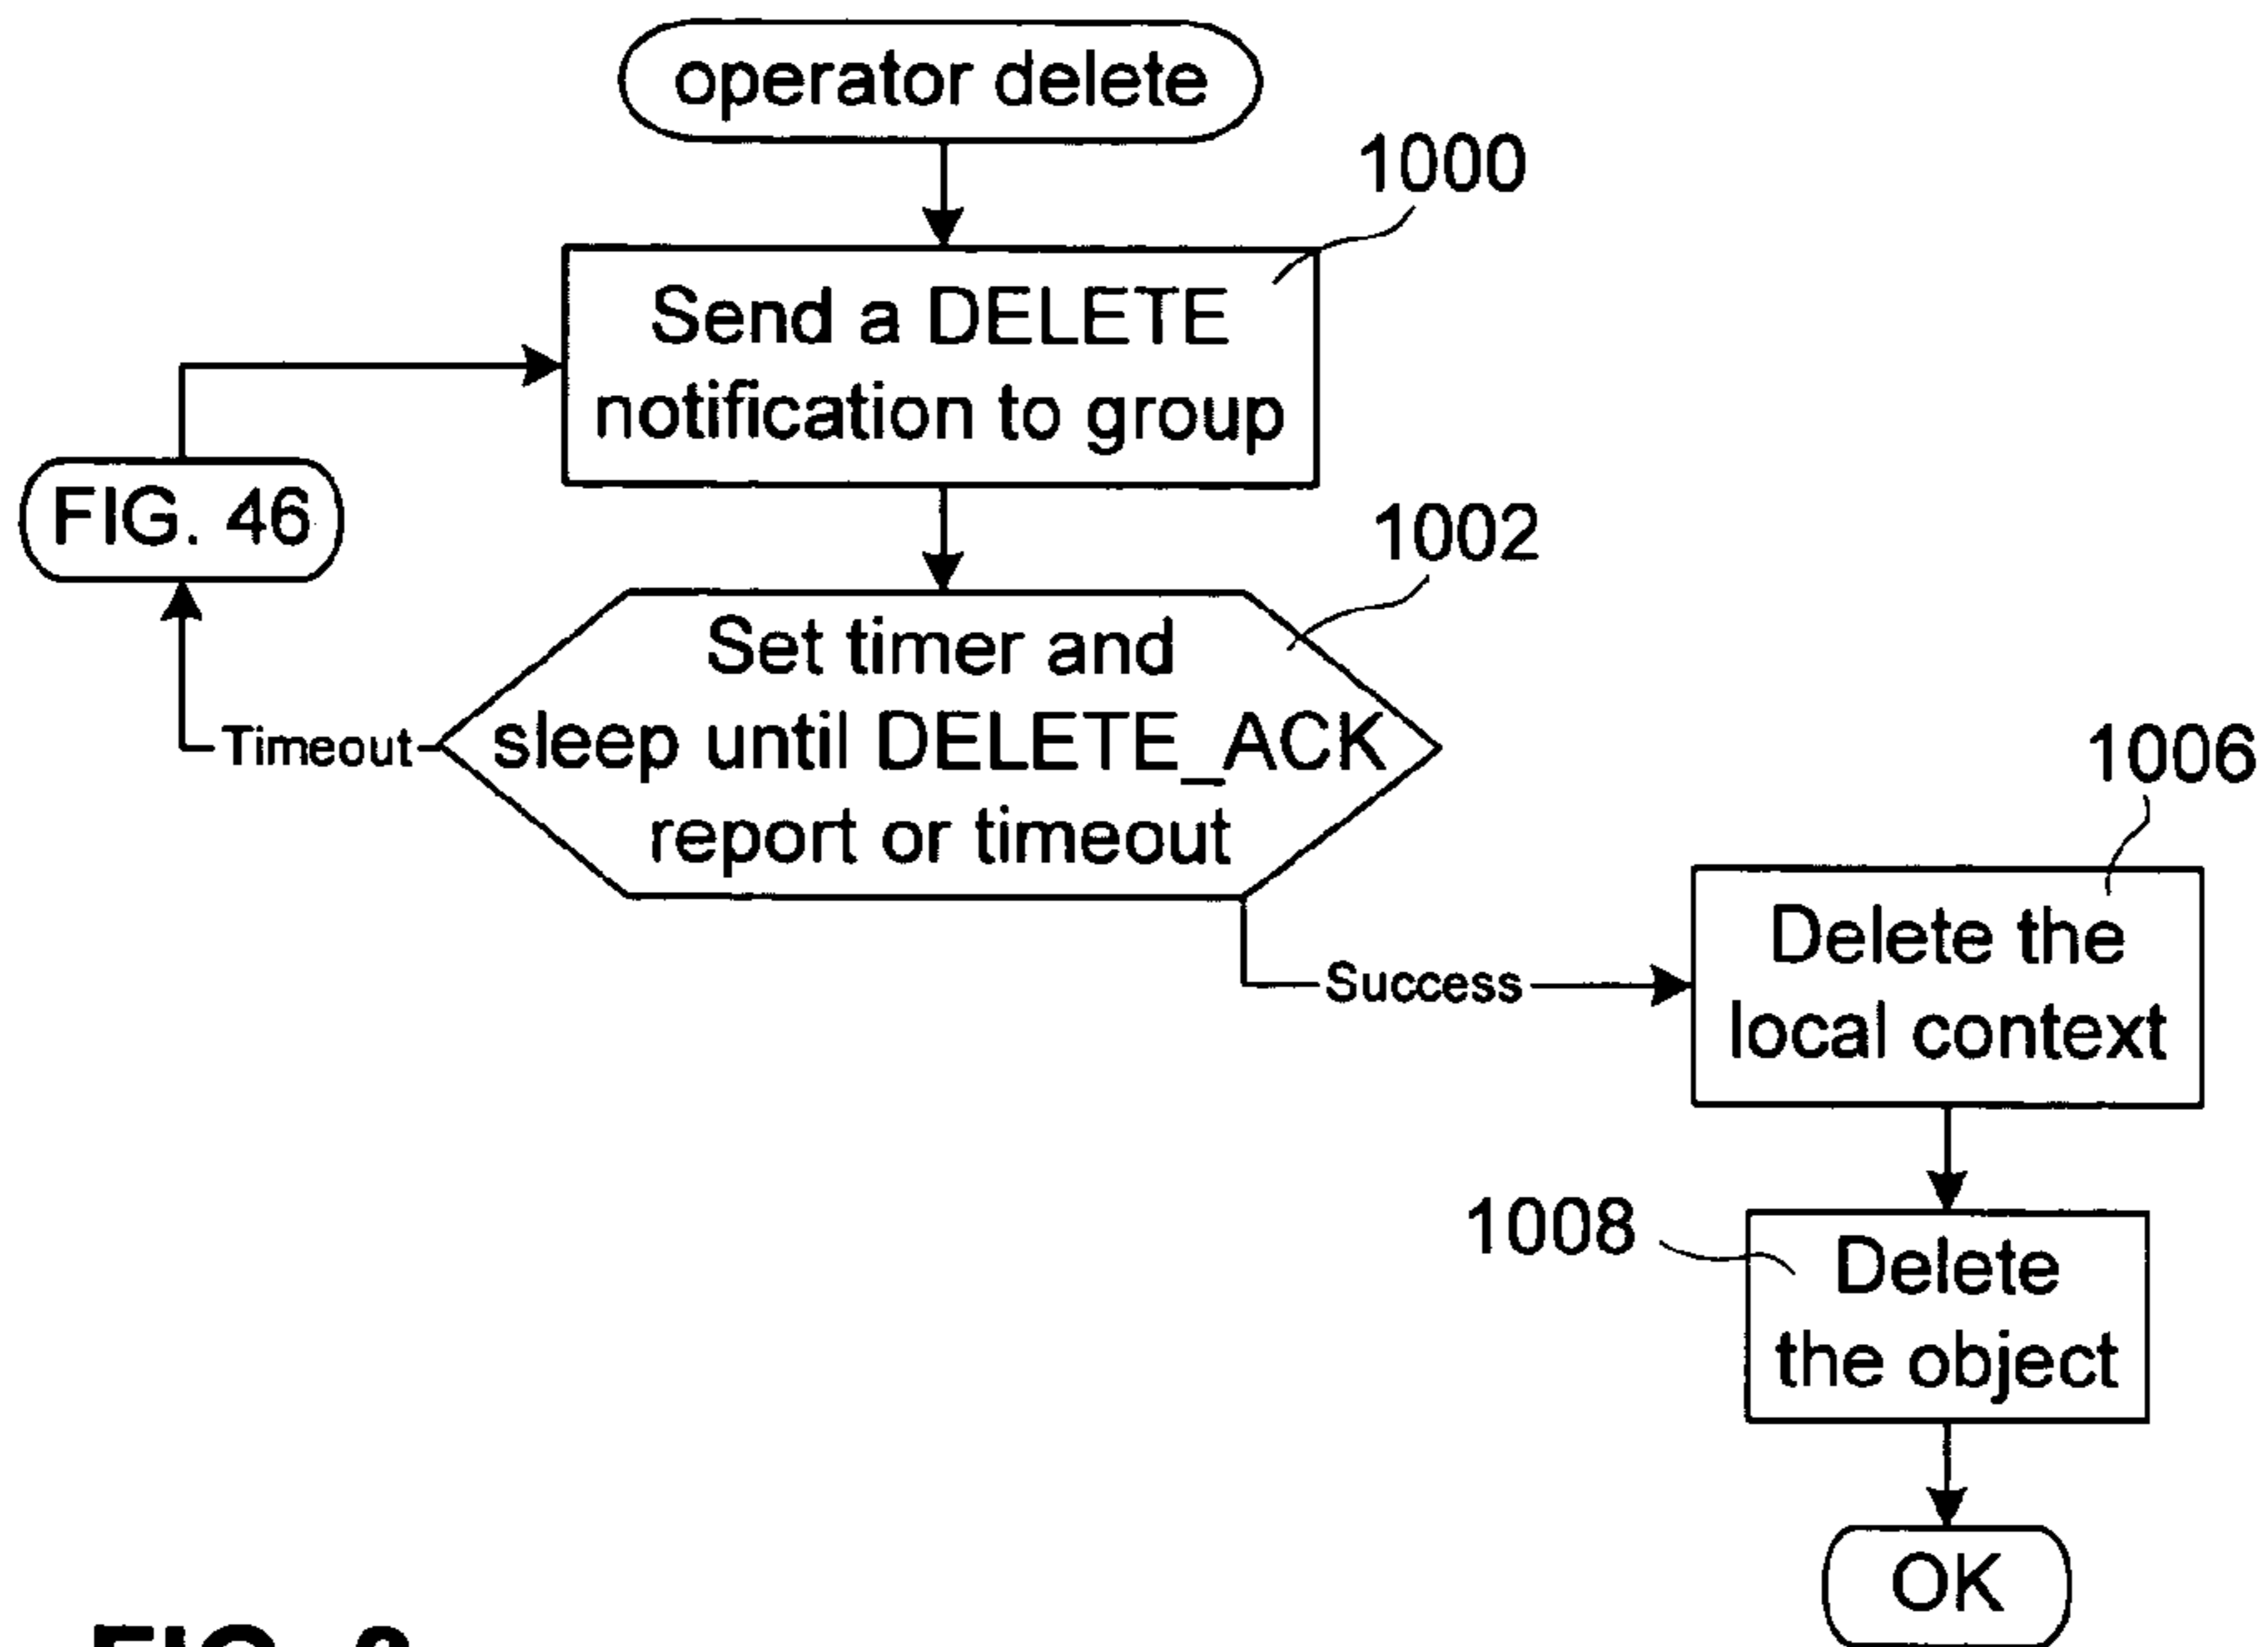 operator delete
1000
Send a DELETE
notification to group
FIG. 46
1002
Set timer and
sleep until DELETE_ACK
report or timeout
Timeout
1006
Success
Delete the
local context
1008
Delete
the object
OK